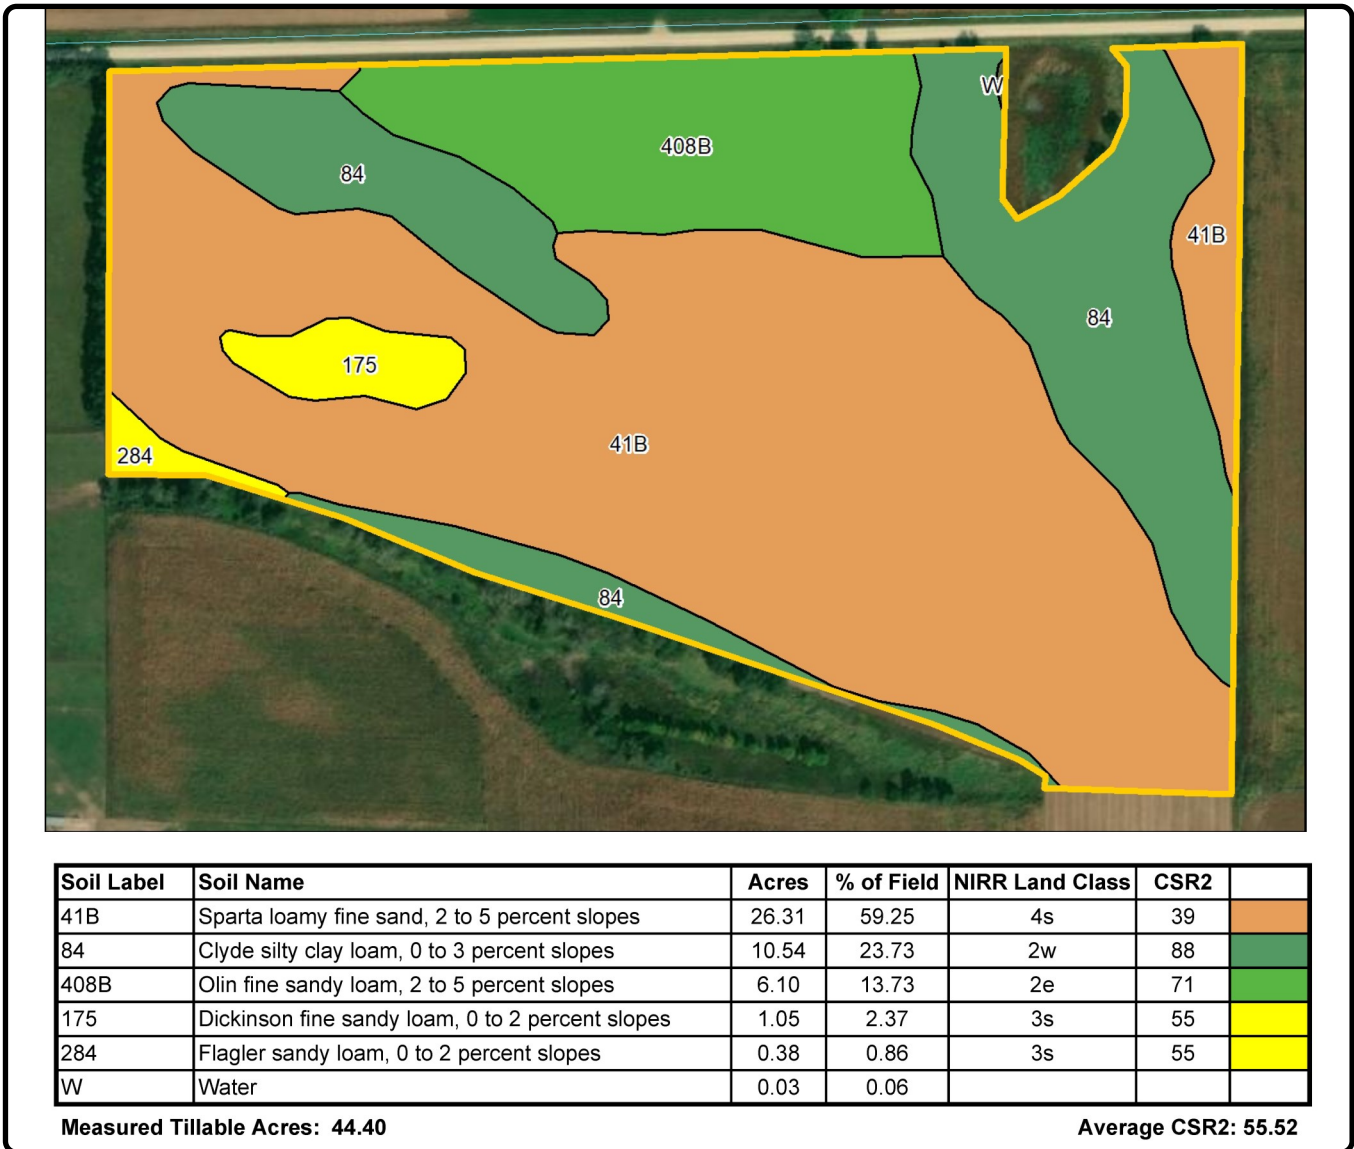 W
408B
84
41B
84
175
41B
284
84
Soil Label Soil Name Acres % of Field NIRR Land Class CSR2
41B Sparta loamy fine sand, 2 to 5 percent slopes 26.31 59.25 4s 39
84 Clyde silty clay loam, 0 to 3 percent slopes 10.54 23.73 2w 88
408B Olin fine sandy loam, 2 to 5 percent slopes 6.10 13.73 2e 71
175 Dickinson fine sandy loam, 0 to 2 percent slopes 1.05 2.37 3s 55
284 Flagler sandy loam, 0 to 2 percent slopes 0.38 0.86 3s 55
W Water 0.03 0.06
Measured Tillable Acres: 44.40 Average CSR2: 55.52